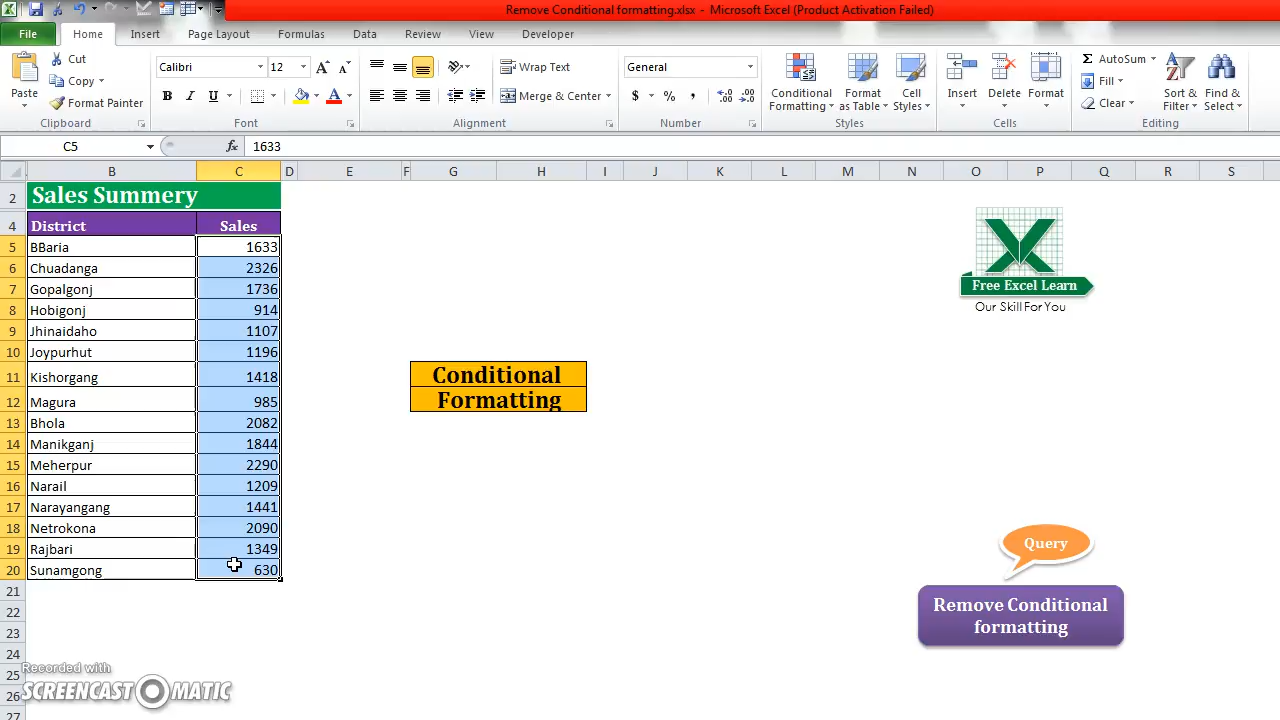 Remove Conditional formatting.xlsx - Microsoft Excel (Product Activation Failed)
File Home Insert Page Layout Formulas Data Review View Developer
Paste
Cut
Copy
Format Painter
Clipboard
Calibri 12
B I U
Font
Wrap Text
Merge & Center
Alignment
General
$ % ,
Number
Conditional Formatting
Format as Table
Cell Styles
Styles
Insert Delete Format
Cells
AutoSum
Fill
Clear
Sort & Filter
Find & Select
Editing
C5 fx 1633
B C D E F G H I J K L M N O P Q R S
2 Sales Summery
4 District Sales
5 BBaria 1633
6 Chuadanga 2326
7 Gopalgonj 1736
8 Hobigonj 914
9 Jhinaidaho 1107
10 Joypurhut 1196
11 Kishorgang 1418
12 Magura 985
13 Bhola 2082
14 Manikganj 1844
15 Meherpur 2290
16 Narail 1209
17 Narayangang 1441
18 Netrokona 2090
19 Rajbari 1349
20 Sunamgong 630
21
22
23
24
25
26
27
Conditional
Formatting
Free Excel Learn
Our Skill For You
Query
Remove Conditional
formatting
Recorded with
SCREENCAST MATIC